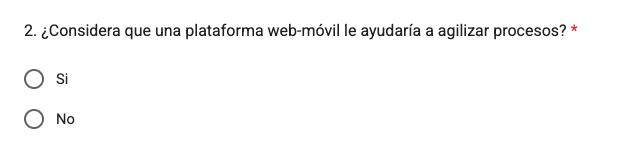 2. ¿Considera que una plataforma web-móvil le ayudaría a agilizar procesos? *
Si
No